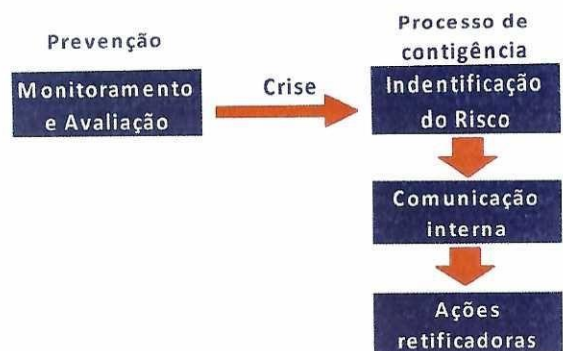 Prevenção
Monitoramento
e Avaliação
Crise
Processo de
contigência
Indentificação
do Risco
Comunicação
interna
Ações
retificadoras